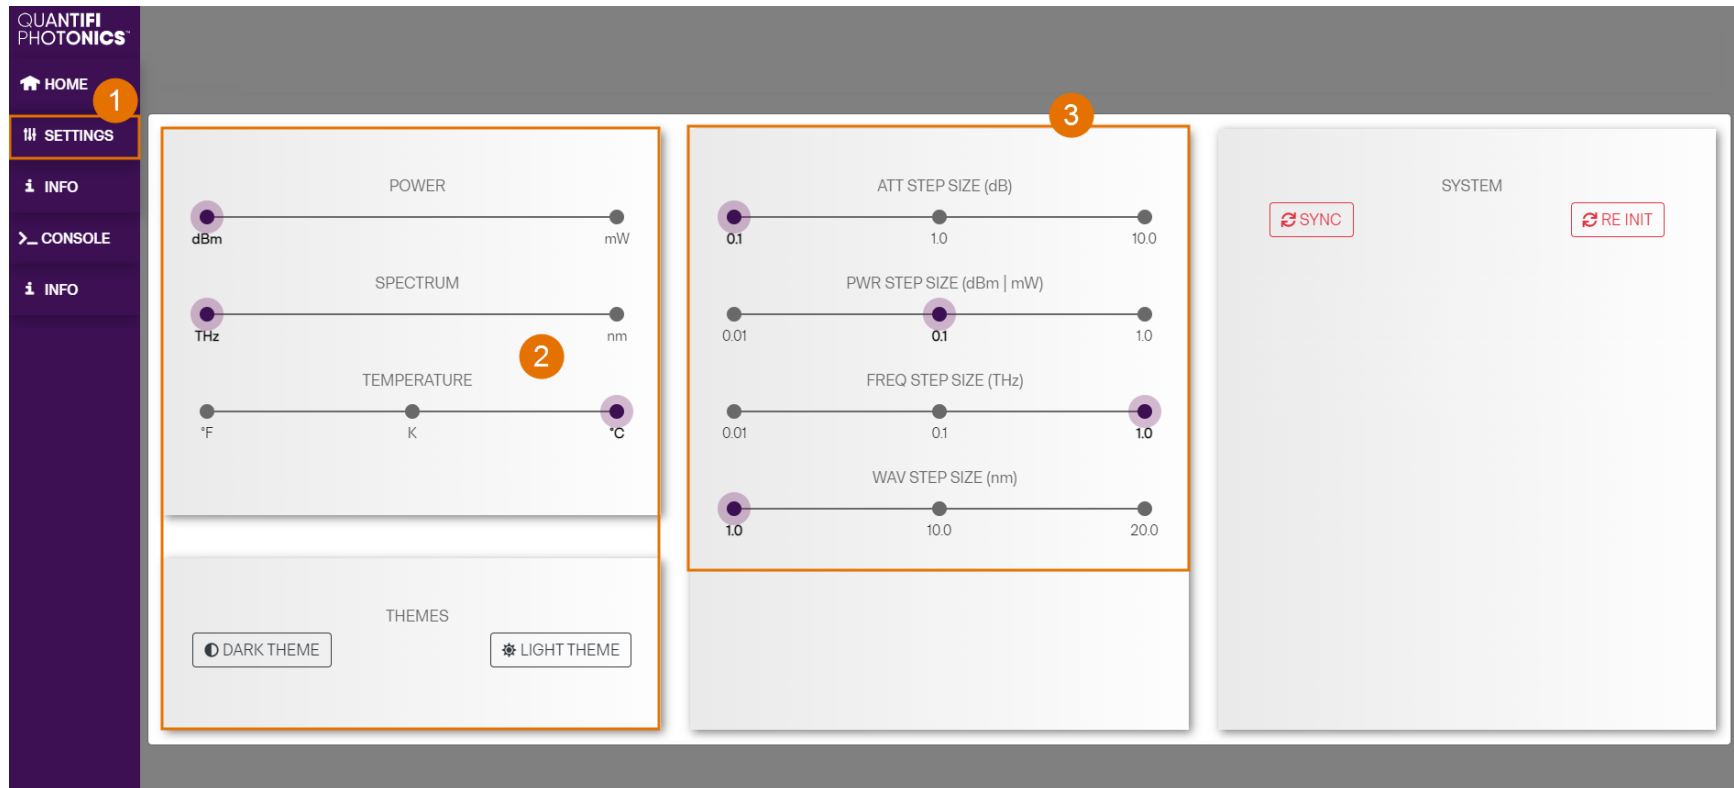 QUANTIFI
PHOTONICS™
HOME
1
SETTINGS
INFO
>_ CONSOLE
INFO
POWER
dBm mW
SPECTRUM
THz nm
2
TEMPERATURE
°F K °C
THEMES
DARK THEME LIGHT THEME
3
ATT STEP SIZE (dB)
0.1 1.0 10.0
PWR STEP SIZE (dBm | mW)
0.01 0.1 1.0
FREQ STEP SIZE (THz)
0.01 0.1 1.0
WAV STEP SIZE (nm)
1.0 10.0 20.0
SYSTEM
SYNC RE INIT